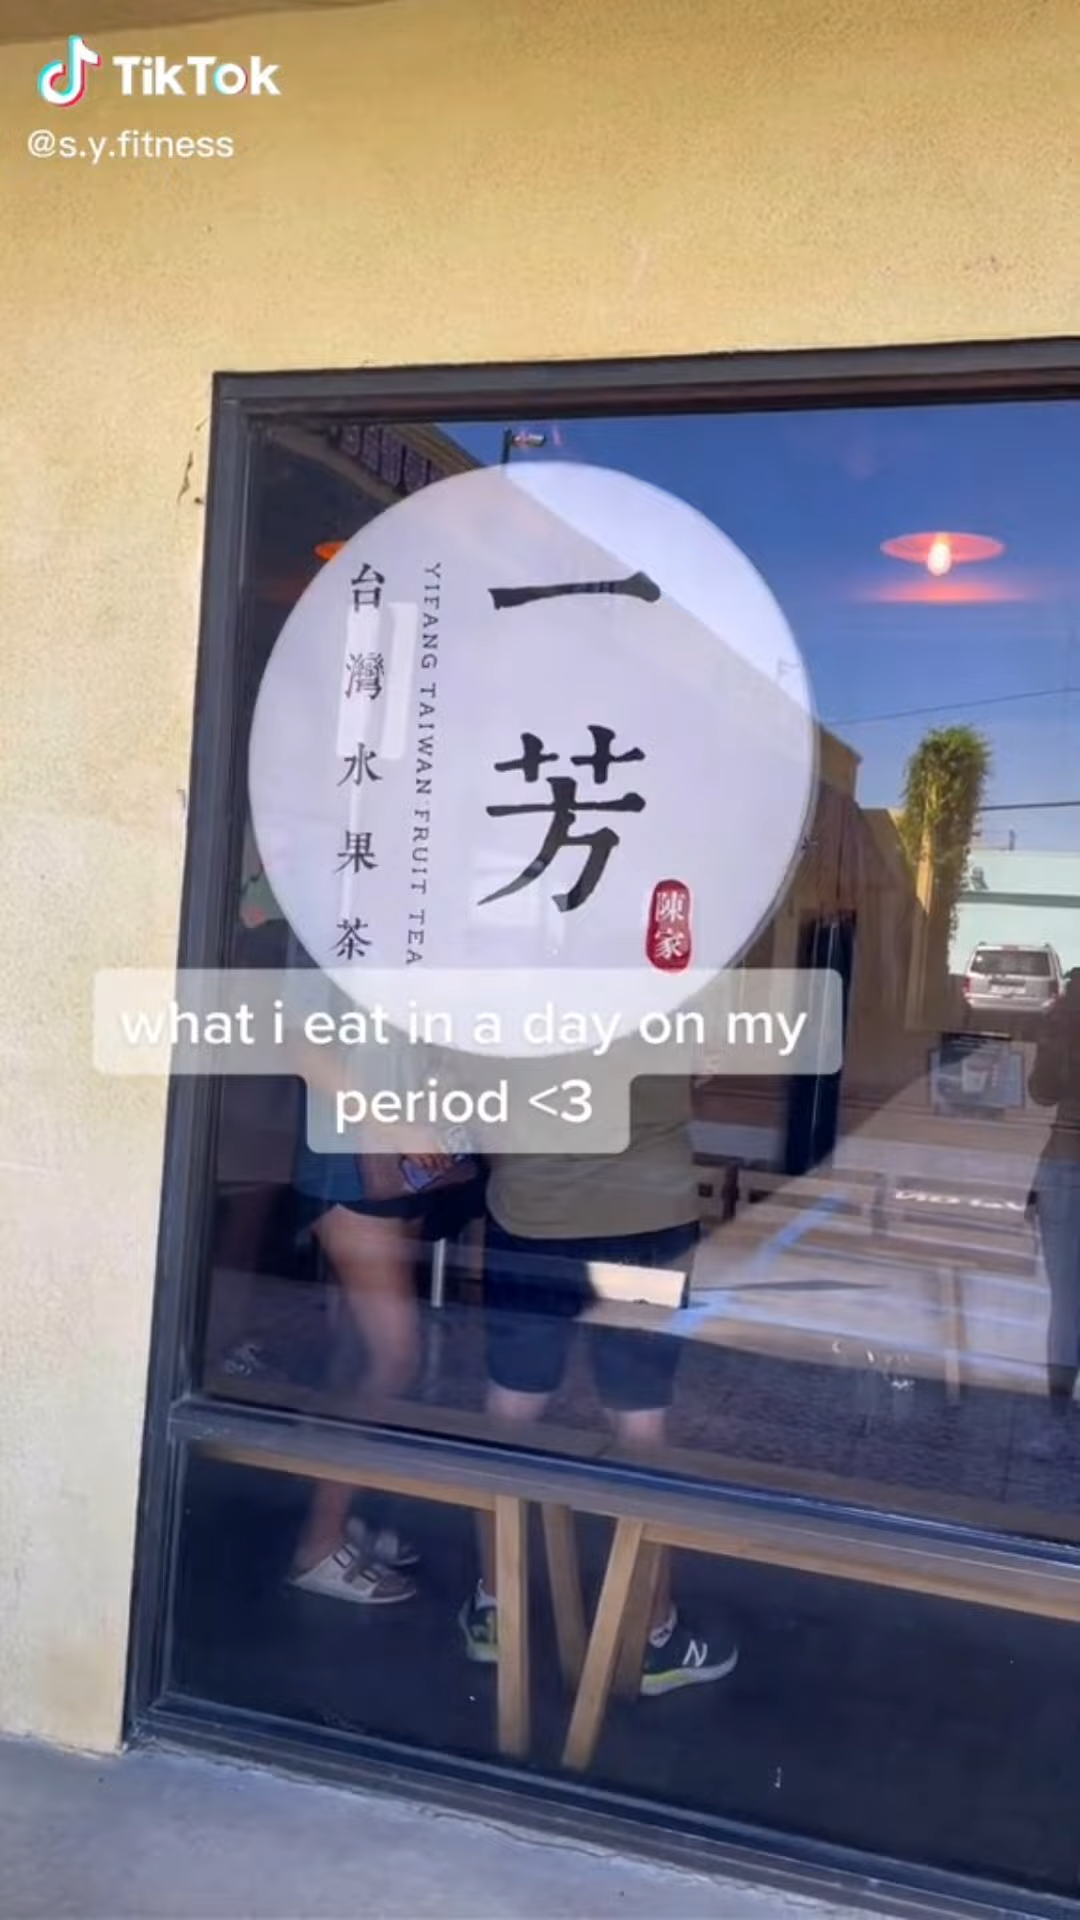 TikTok
@s.y.fitness
一芳
台灣水果茶
YIFANG TAIWAN FRUIT TEA
陳家
what i eat in a day on my
period <3
N